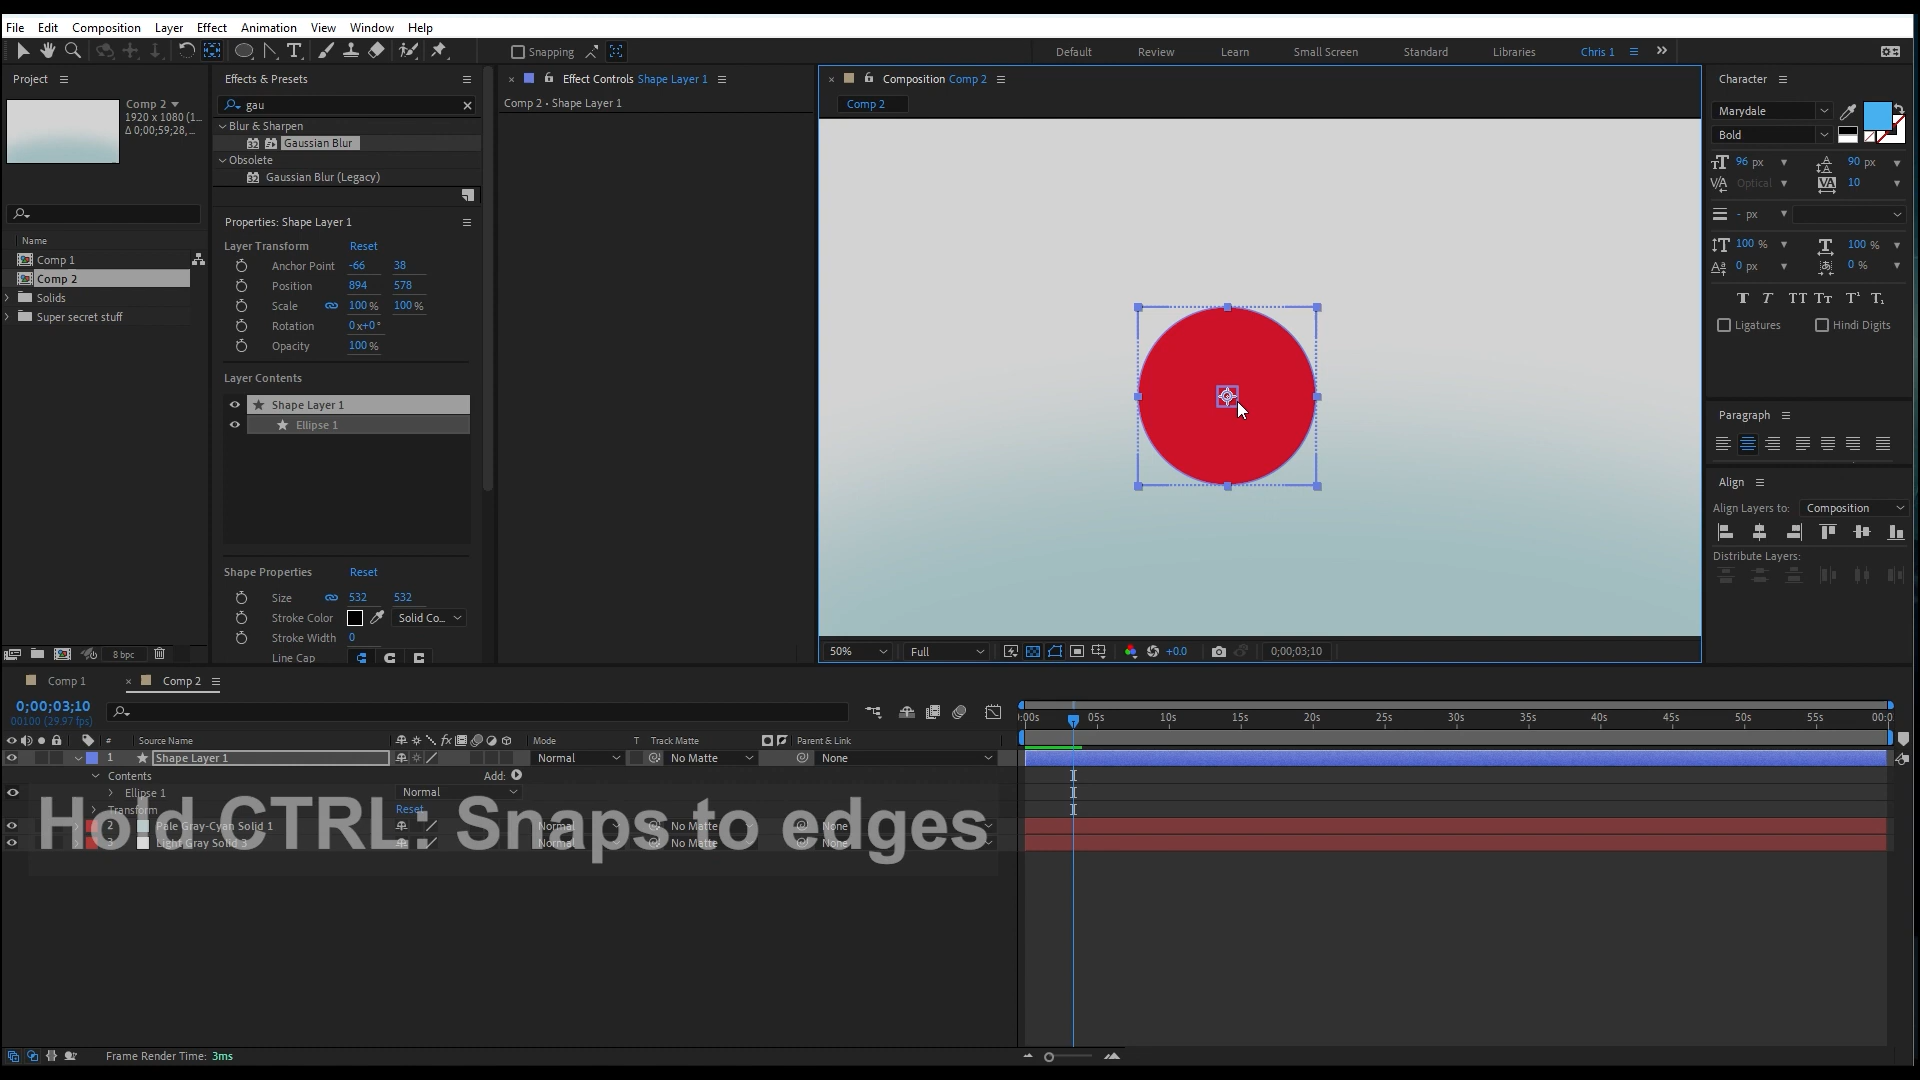 File Edit Composition Layer Effect Animation View Window Help
Snapping Default Review Learn Small Screen Standard Libraries Chris 1
Project
Comp 2
1920 x 1080 (1...
Δ 0;00;59;28, ...
Name
Comp 1
Comp 2
Solids
Super secret stuff
8 bpc
Effects & Presets
gau
Blur & Sharpen
Gaussian Blur
Obsolete
Gaussian Blur (Legacy)
Properties: Shape Layer 1
Layer Transform Reset
Anchor Point -66 38
Position 894 578
Scale 100 % 100 %
Rotation 0x+0°
Opacity 100 %
Layer Contents
Shape Layer 1
Ellipse 1
Shape Properties Reset
Size 532 532
Stroke Color Solid Co...
Stroke Width 0
Line Cap
Effect Controls Shape Layer 1
Comp 2 • Shape Layer 1
Composition Comp 2
Comp 2
50% Full +0.0 0;00;03;10
Character
Marydale
Bold
96 px 90 px
Optical 10
- px
100 % 100 %
0 px 0 %
Ligatures Hindi Digits
Paragraph
Align
Align Layers to: Composition
Distribute Layers:
Comp 1 Comp 2
0;00;03;10
00100 (29.97 fps)
:00s 05s 10s 15s 20s 25s 30s 35s 40s 45s 50s 55s 00:0
# Source Name Mode T Track Matte Parent & Link
1 Shape Layer 1 Normal No Matte None
Contents Add:
Ellipse 1 Normal
Transform Reset
2 Pale Gray-Cyan Solid 1 Normal No Matte None
3 Light Gray Solid 3 Normal No Matte None
Hold CTRL: Snaps to edges
Frame Render Time: 3ms